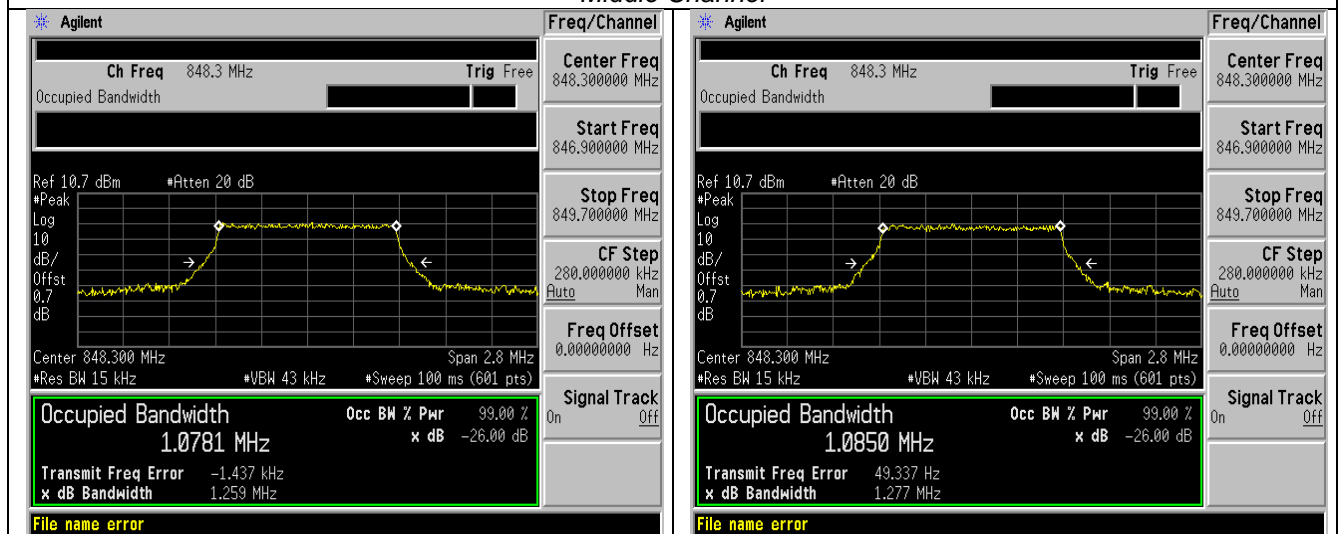 Middle Channel
Agilent
Freq/Channel
Ch Freq 848.3 MHz
Trig Free
Occupied Bandwidth
Center Freq
848.300000 MHz
Start Freq
846.900000 MHz
Stop Freq
849.700000 MHz
CF Step
280.000000 kHz
Auto Man
Freq Offset
0.00000000 Hz
Signal Track
On Off
Ref 10.7 dBm #Atten 20 dB
#Peak
Log
10
dB/
Offst
0.7
dB
Center 848.300 MHz Span 2.8 MHz
#Res BW 15 kHz #VBW 43 kHz #Sweep 100 ms (601 pts)
Occupied Bandwidth
1.0781 MHz
Occ BW % Pwr 99.00 %
x dB -26.00 dB
Transmit Freq Error -1.437 kHz
x dB Bandwidth 1.259 MHz
File name error
Agilent
Freq/Channel
Ch Freq 848.3 MHz
Trig Free
Occupied Bandwidth
Center Freq
848.300000 MHz
Start Freq
846.900000 MHz
Stop Freq
849.700000 MHz
CF Step
280.000000 kHz
Auto Man
Freq Offset
0.00000000 Hz
Signal Track
On Off
Ref 10.7 dBm #Atten 20 dB
#Peak
Log
10
dB/
Offst
0.7
dB
Center 848.300 MHz Span 2.8 MHz
#Res BW 15 kHz #VBW 43 kHz #Sweep 100 ms (601 pts)
Occupied Bandwidth
1.0850 MHz
Occ BW % Pwr 99.00 %
x dB -26.00 dB
Transmit Freq Error 49.337 Hz
x dB Bandwidth 1.277 MHz
File name error